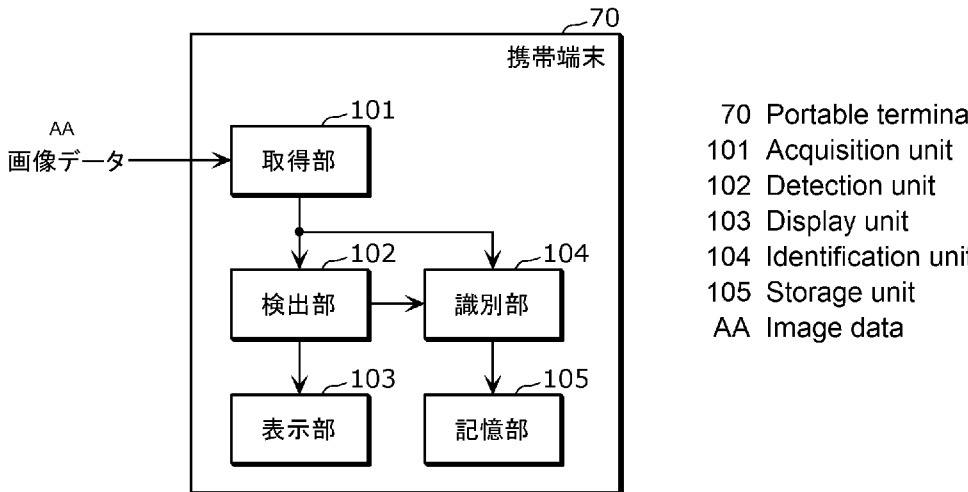 70
携帯端末
101
AA
画像データ
取得部
102
104
検出部
識別部
103
105
表示部
記憶部
70 Portable termina
101 Acquisition unit
102 Detection unit
103 Display unit
104 Identification unit
105 Storage unit
AA Image data